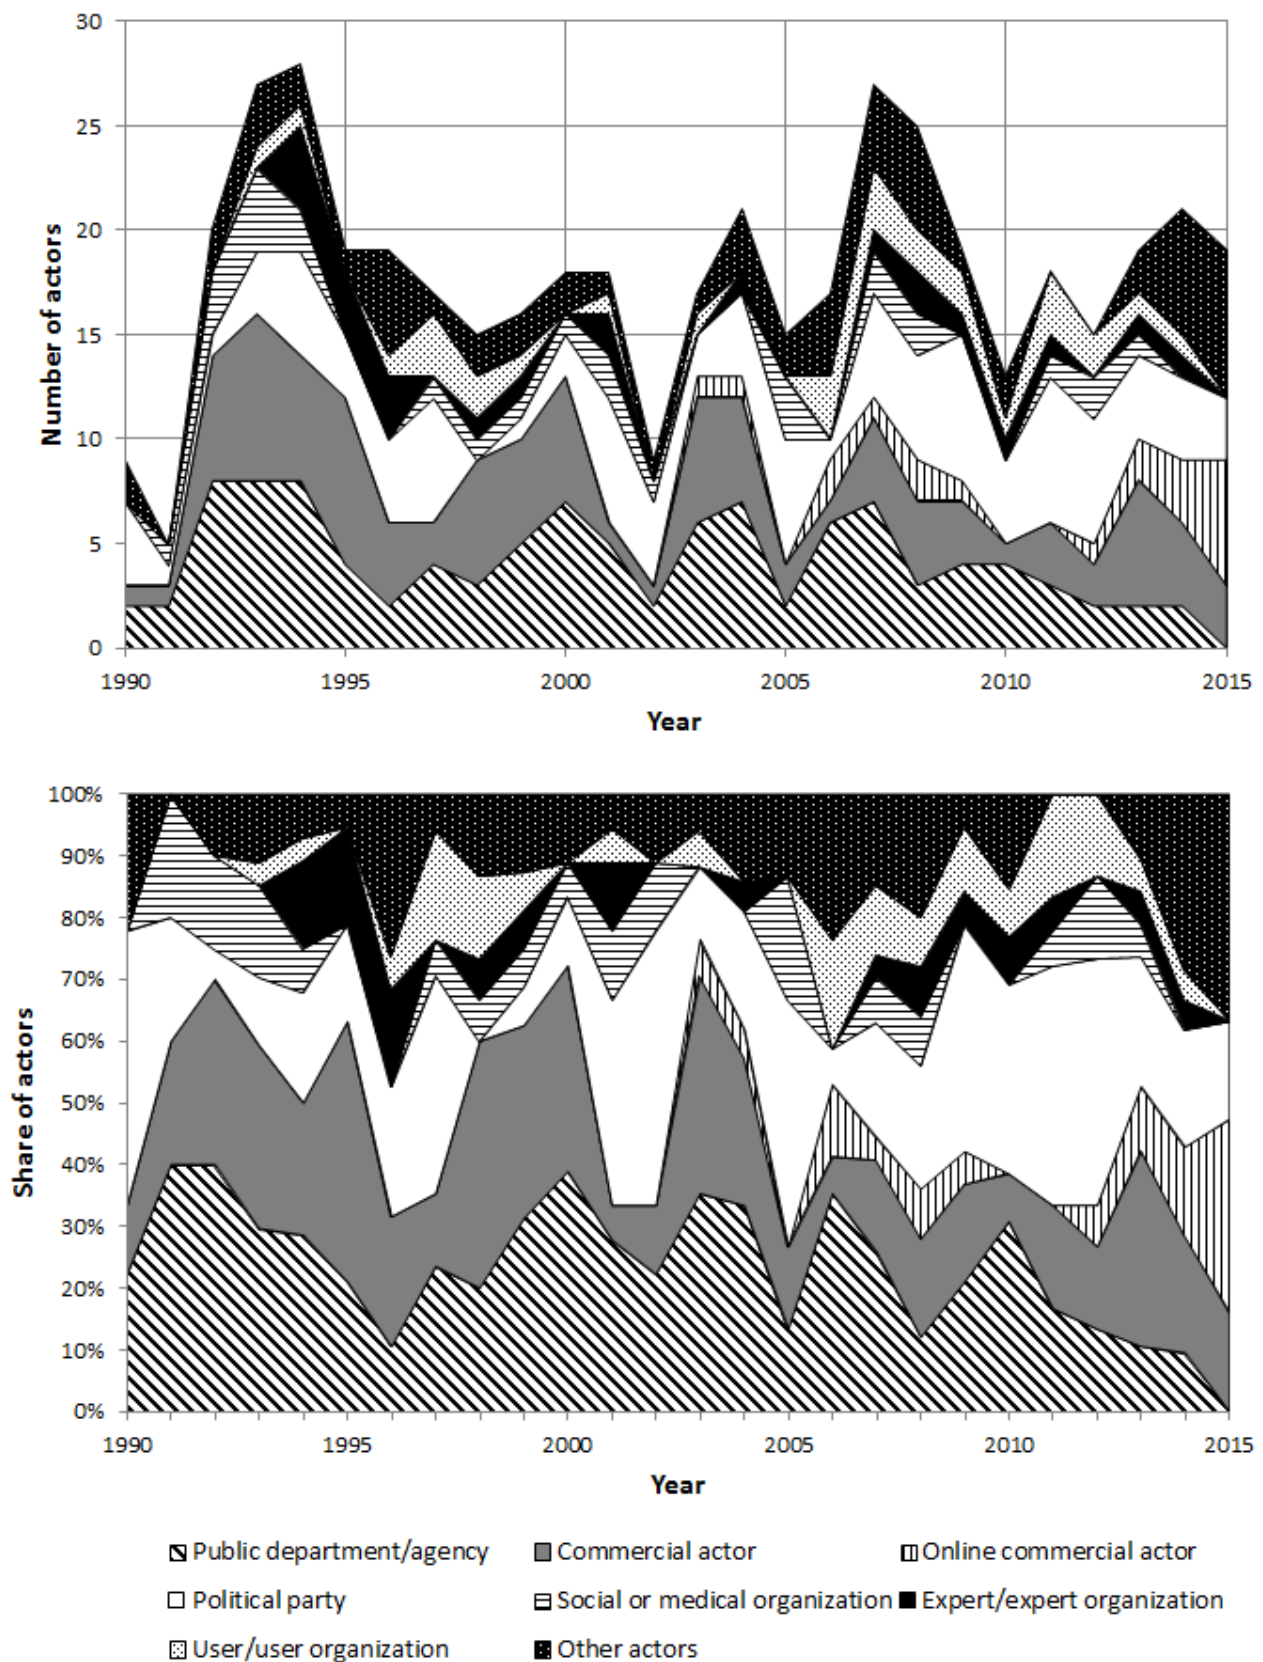 30
25
20
15
10
5
0
Number of actors
1990 1995 2000 2005 2010 2015
Year
100%
90%
80%
70%
60%
50%
40%
30%
20%
10%
0%
Share of actors
1990 1995 2000 2005 2010 2015
Year
Public department/agency Commercial actor Online commercial actor
Political party Social or medical organization Expert/expert organization
User/user organization Other actors